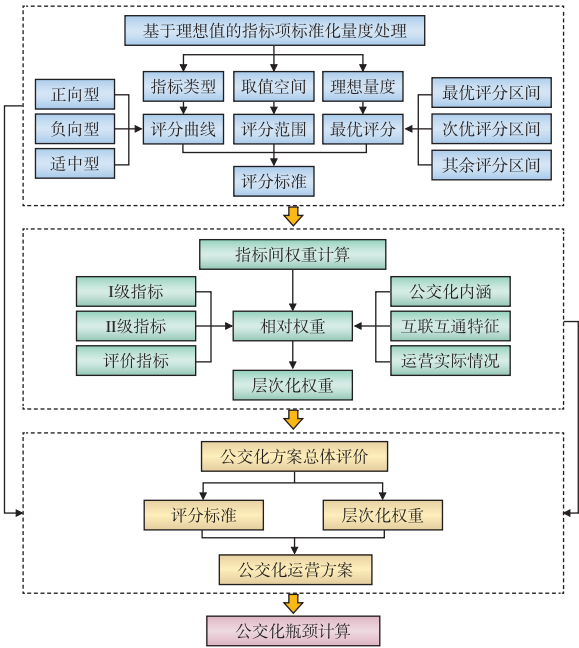 基于理想值的指标项标准化量度处理
正向型
负向型
适中型
指标类型
取值空间
理想量度
评分曲线
评分范围
最优评分
最优评分区间
次优评分区间
其余评分区间
评分标准
指标间权重计算
I级指标
II级指标
评价指标
相对权重
层次化权重
公交化内涵
互联互通特征
运营实际情况
公交化方案总体评价
评分标准
层次化权重
公交化运营方案
公交化瓶颈计算